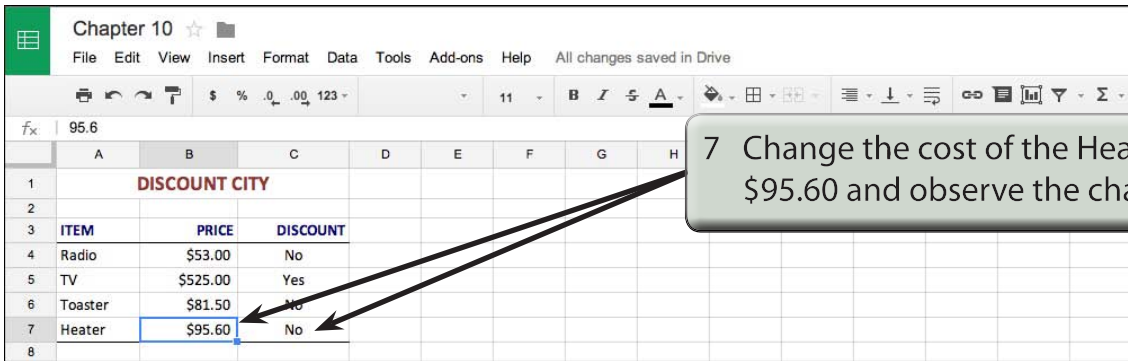 Chapter 10
File Edit View Insert Format Data Tools Add-ons Help All changes saved in Drive
$ % .0 .00 123 11 B I S A Σ
fx 95.6
A B C D E F G H
1 DISCOUNT CITY
2
3 ITEM PRICE DISCOUNT
4 Radio $53.00 No
5 TV $525.00 Yes
6 Toaster $81.50 No
7 Heater $95.60 No
8
7 Change the cost of the Hea
$95.60 and observe the cha